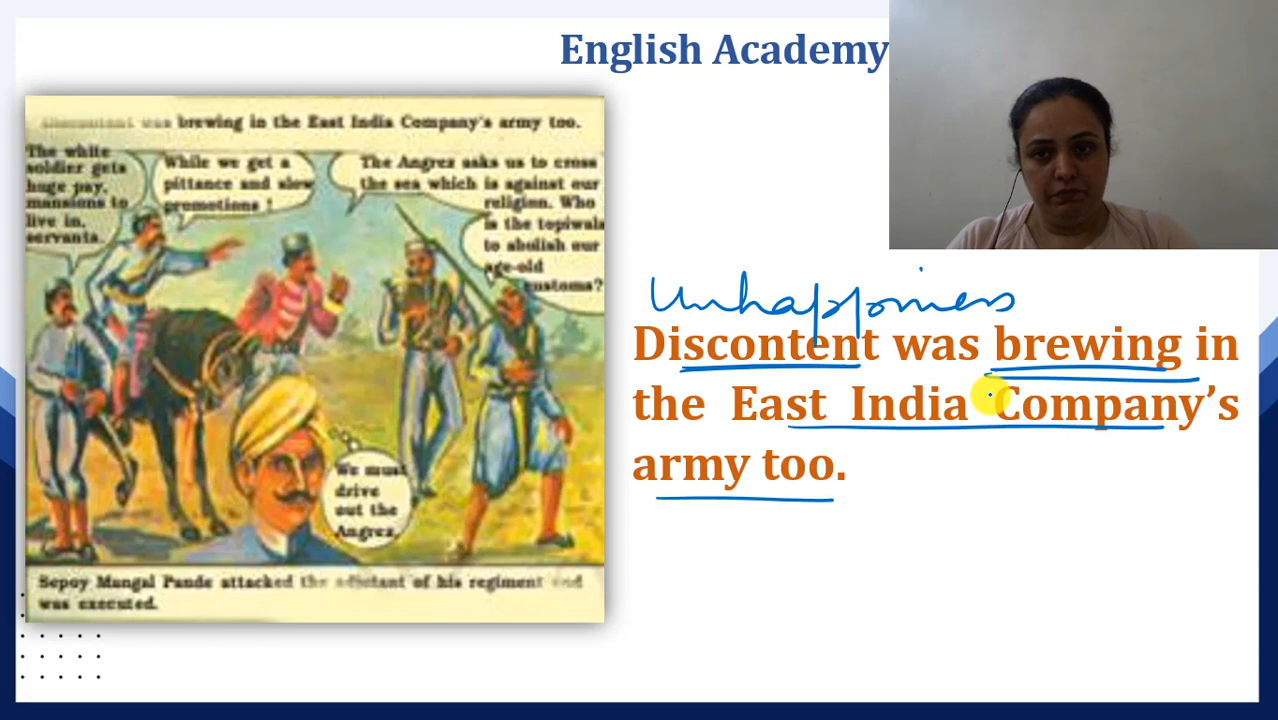 English Academy
Discontent was brewing in the East India Company's army too.
The white
soldier gets
huge pay,
mansions to
live in,
servants.
While we get a
pittance and slow
promotions !
The Angrez asks us to cross
the sea which is against our
religion. Who
is the topiwala
to abolish our
age-old
customs?
We must
drive
out the
Angrez.
Sepoy Mangal Pande attacked the adjutant of his regiment and
was executed.
Unhappiness
Discontent was brewing in
the East India Company’s
army too.